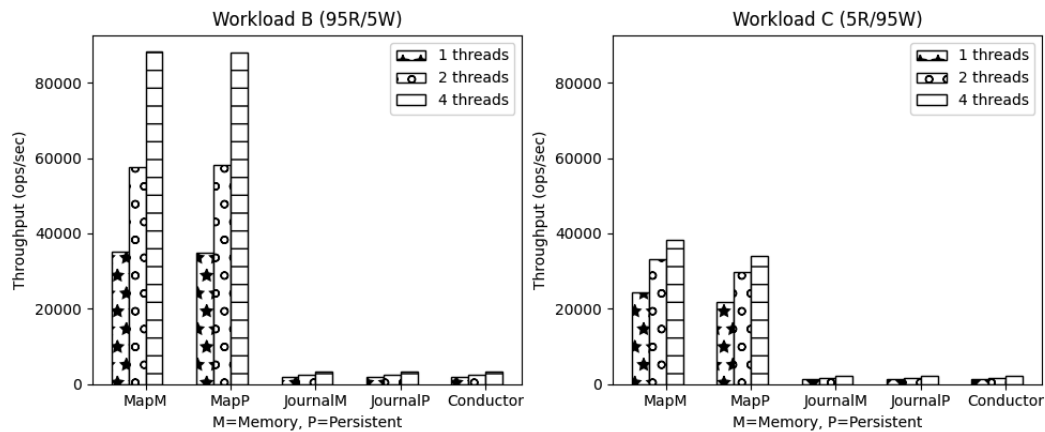 Workload B (95R/5W)
Throughput (ops/sec)
80000
60000
40000
20000
0
1 threads
2 threads
4 threads
MapM
MapP
JournalM
JournalP
Conductor
M=Memory, P=Persistent
Workload C (5R/95W)
Throughput (ops/sec)
80000
60000
40000
20000
0
1 threads
2 threads
4 threads
MapM
MapP
JournalM
JournalP
Conductor
M=Memory, P=Persistent